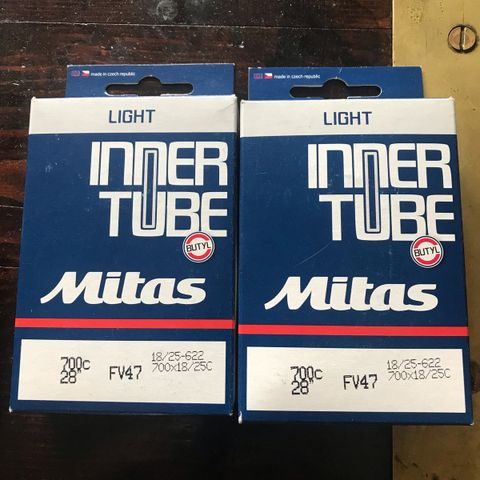 made in czech republic
LIGHT
INNER
TUBE
BUTYL
Mitas
700c
28"
FV47
18/25-622
700x18/25C
made in czech republic
LIGHT
INNER
TUBE
BUTYL
Mitas
700c
28"
FV47
18/25-622
700x18/25C